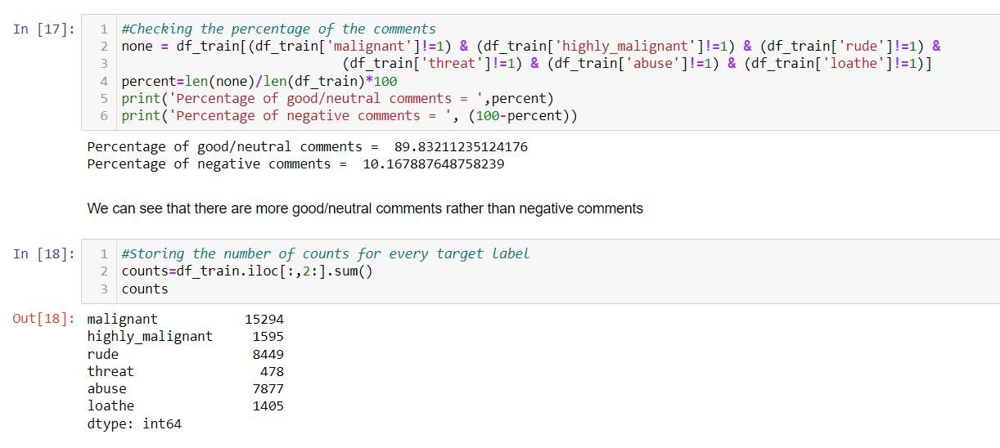 In [17]:
1 #Checking the percentage of the comments
2 none = df_train[(df_train['malignant']!=1) & (df_train['highly_malignant']!=1) & (df_train['rude']!=1) &
3                             (df_train['threat']!=1) & (df_train['abuse']!=1) & (df_train['loathe']!=1)]
4 percent=len(none)/len(df_train)*100
5 print('Percentage of good/neutral comments = ',percent)
6 print('Percentage of negative comments = ', (100-percent))
Percentage of good/neutral comments =  89.83211235124176
Percentage of negative comments =  10.167887648758239
We can see that there are more good/neutral comments rather than negative comments
In [18]:
1 #Storing the number of counts for every target label
2 counts=df_train.iloc[:,2:].sum()
3 counts
Out[18]:
malignant           15294
highly_malignant     1595
rude                 8449
threat                478
abuse                7877
loathe               1405
dtype: int64